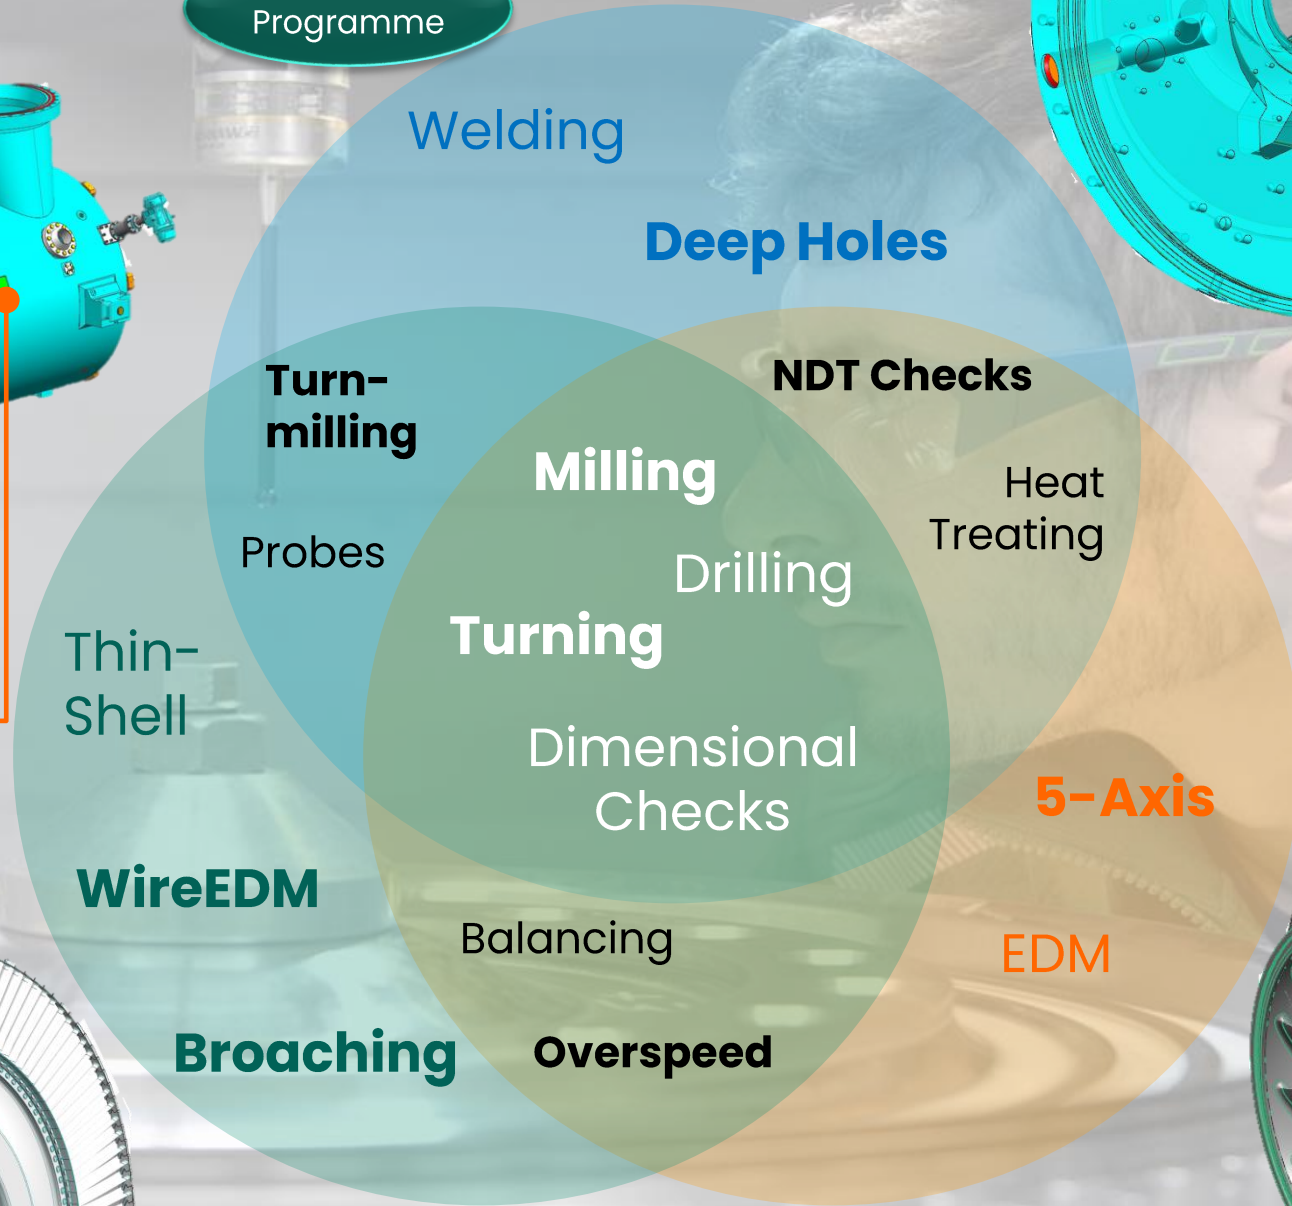 Programme
Welding
Deep Holes
Turn-
milling
NDT Checks
Milling
Heat
Treating
Probes
Drilling
Turning
Thin-
Shell
Dimensional
Checks
5-Axis
WireEDM
Balancing
EDM
Broaching
Overspeed